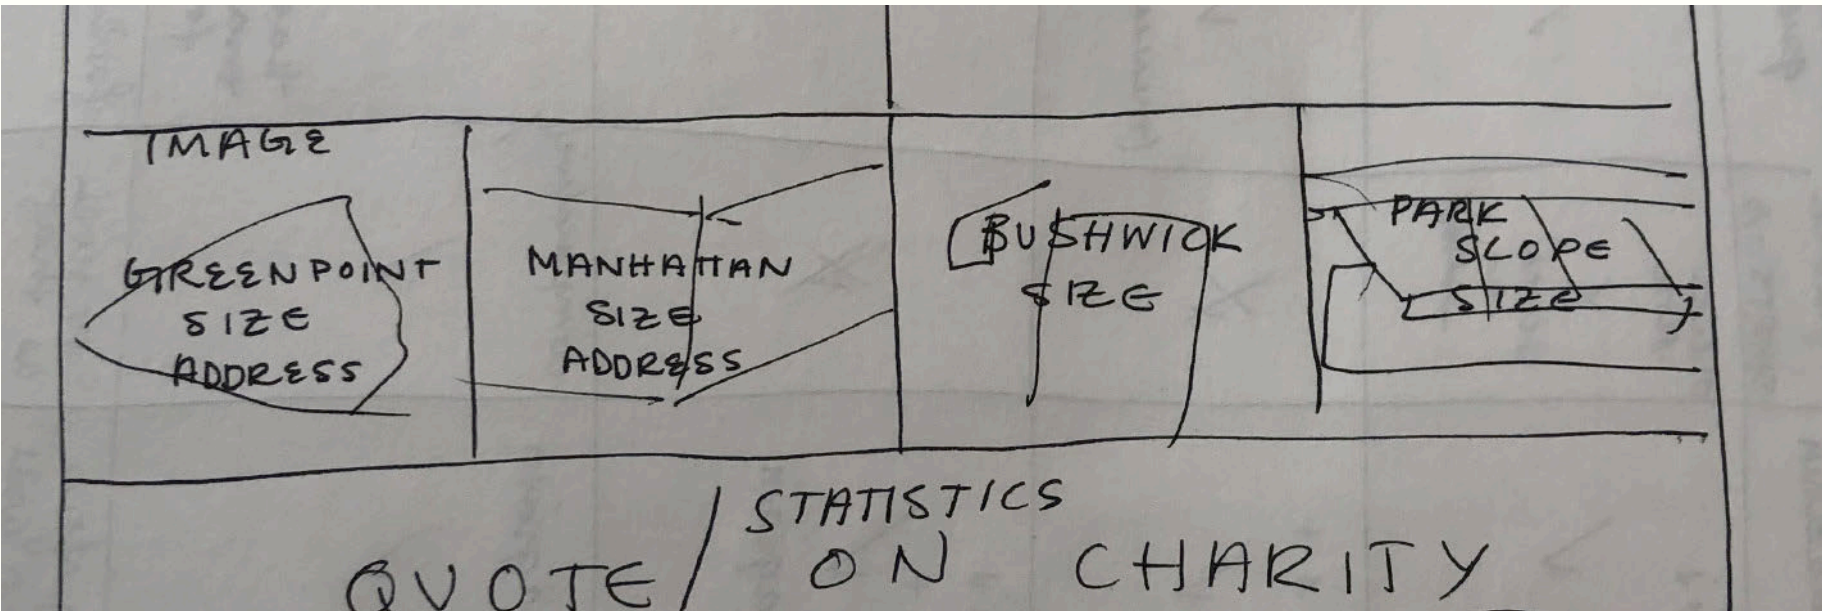 IMAGE
GREENPOINT
SIZE
ADDRESS
MANHATTAN
SIZE
ADDRESS
BUSHWICK
SIZE
PARK
SLOPE
SIZE
STATISTICS
QUOTE / ON CHARITY